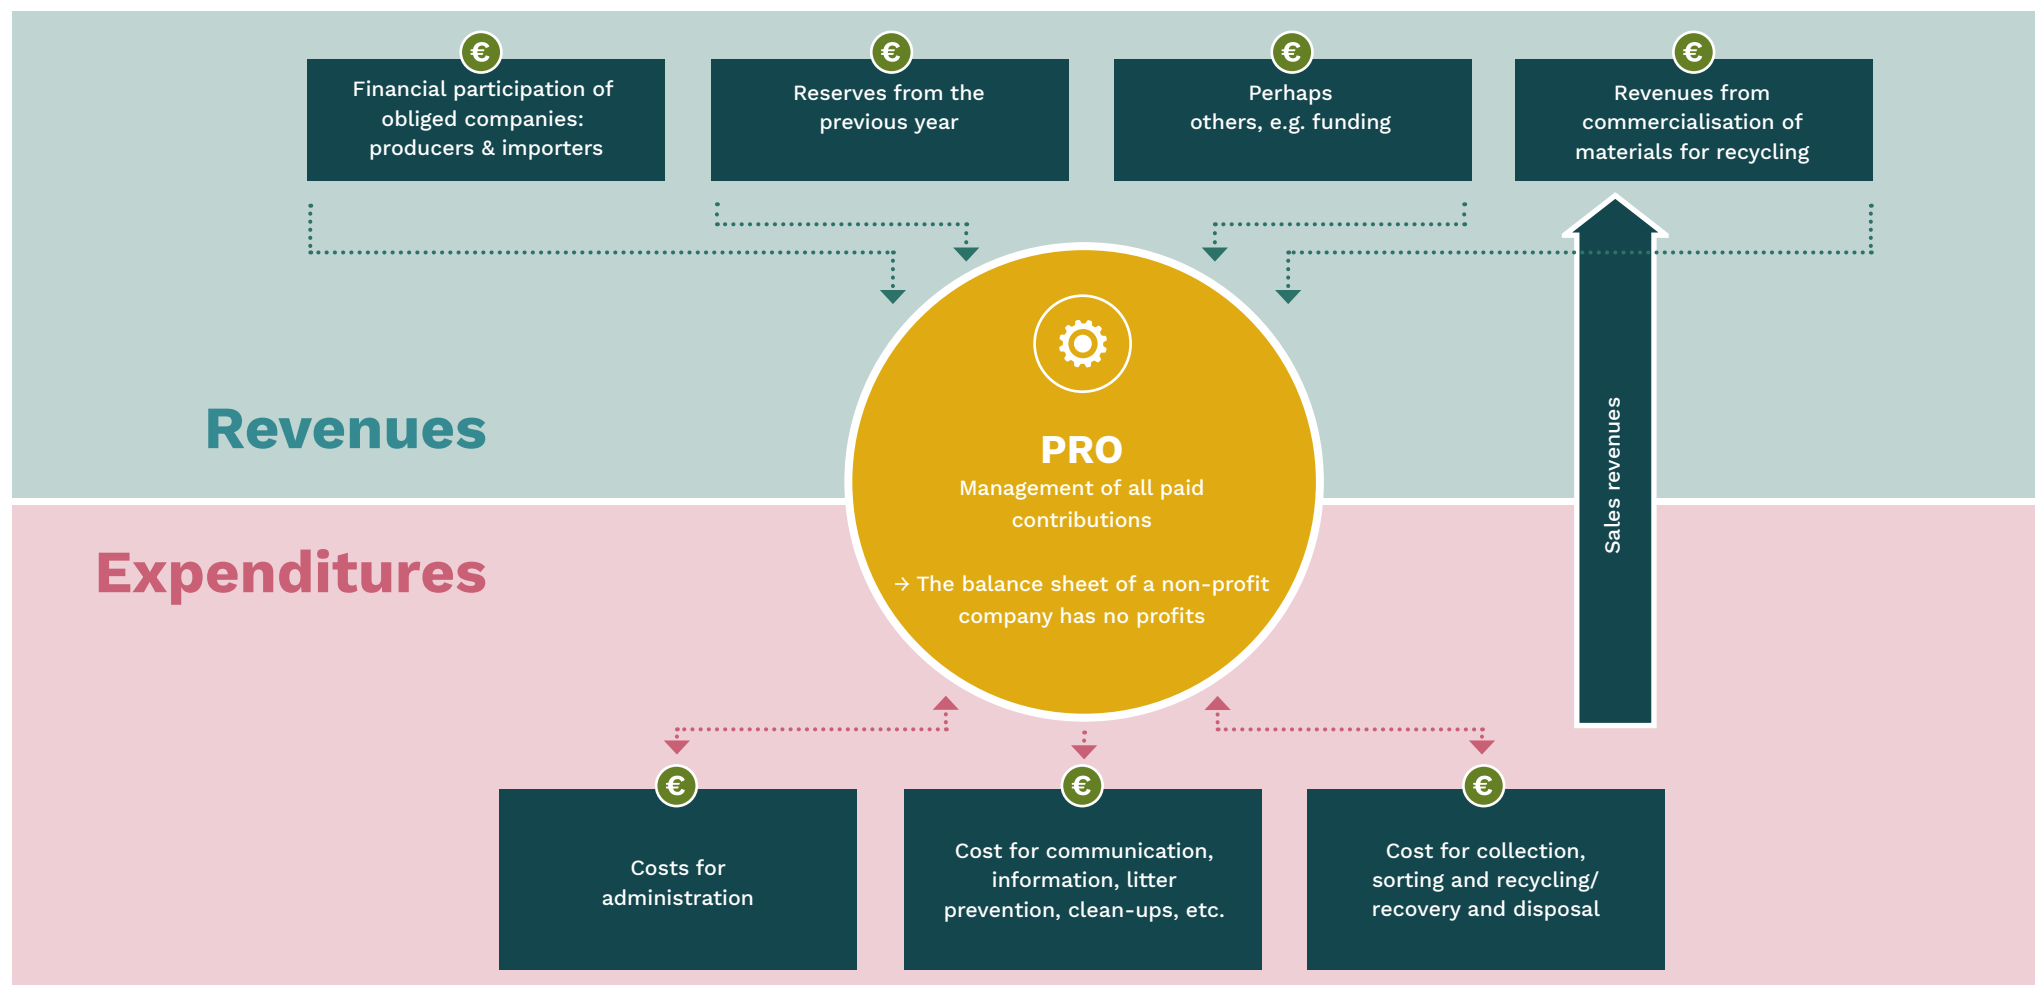 €
Financial participation of
obliged companies:
producers & importers
€
Reserves from the
previous year
€
Perhaps
others, e.g. funding
€
Revenues from
commercialisation of
materials for recycling
Revenues
PRO
Management of all paid
contributions
→ The balance sheet of a non-profit
company has no profits
Sales revenues
Expenditures
€
Costs for
administration
€
Cost for communication,
information, litter
prevention, clean-ups, etc.
€
Cost for collection,
sorting and recycling/
recovery and disposal